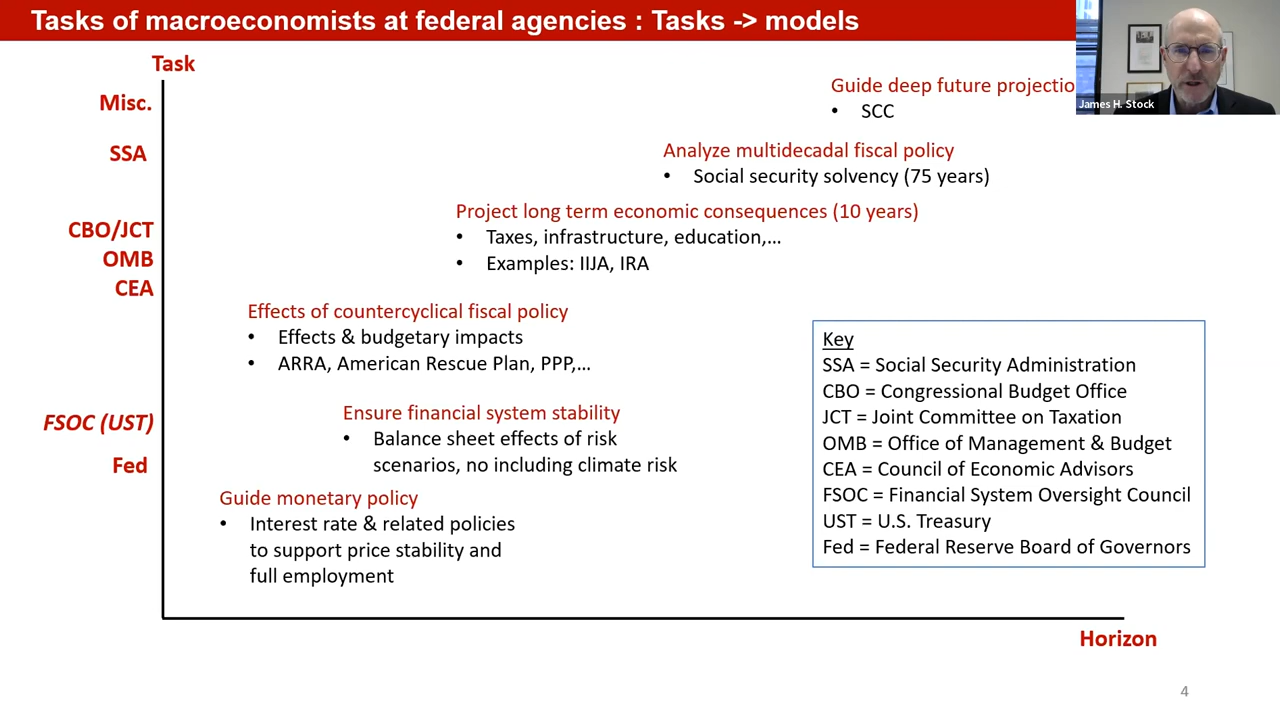 Tasks of macroeconomists at federal agencies : Tasks -> models
James H. Stock
Task
Misc.
SSA
CBO/JCT
OMB
CEA
FSOC (UST)
Fed
Guide deep future projectio
• SCC
Analyze multidecadal fiscal policy
• Social security solvency (75 years)
Project long term economic consequences (10 years)
• Taxes, infrastructure, education,...
• Examples: IIJA, IRA
Effects of countercyclical fiscal policy
• Effects & budgetary impacts
• ARRA, American Rescue Plan, PPP,...
Ensure financial system stability
• Balance sheet effects of risk
scenarios, no including climate risk
Guide monetary policy
• Interest rate & related policies
to support price stability and
full employment
Key
SSA = Social Security Administration
CBO = Congressional Budget Office
JCT = Joint Committee on Taxation
OMB = Office of Management & Budget
CEA = Council of Economic Advisors
FSOC = Financial System Oversight Council
UST = U.S. Treasury
Fed = Federal Reserve Board of Governors
Horizon
4